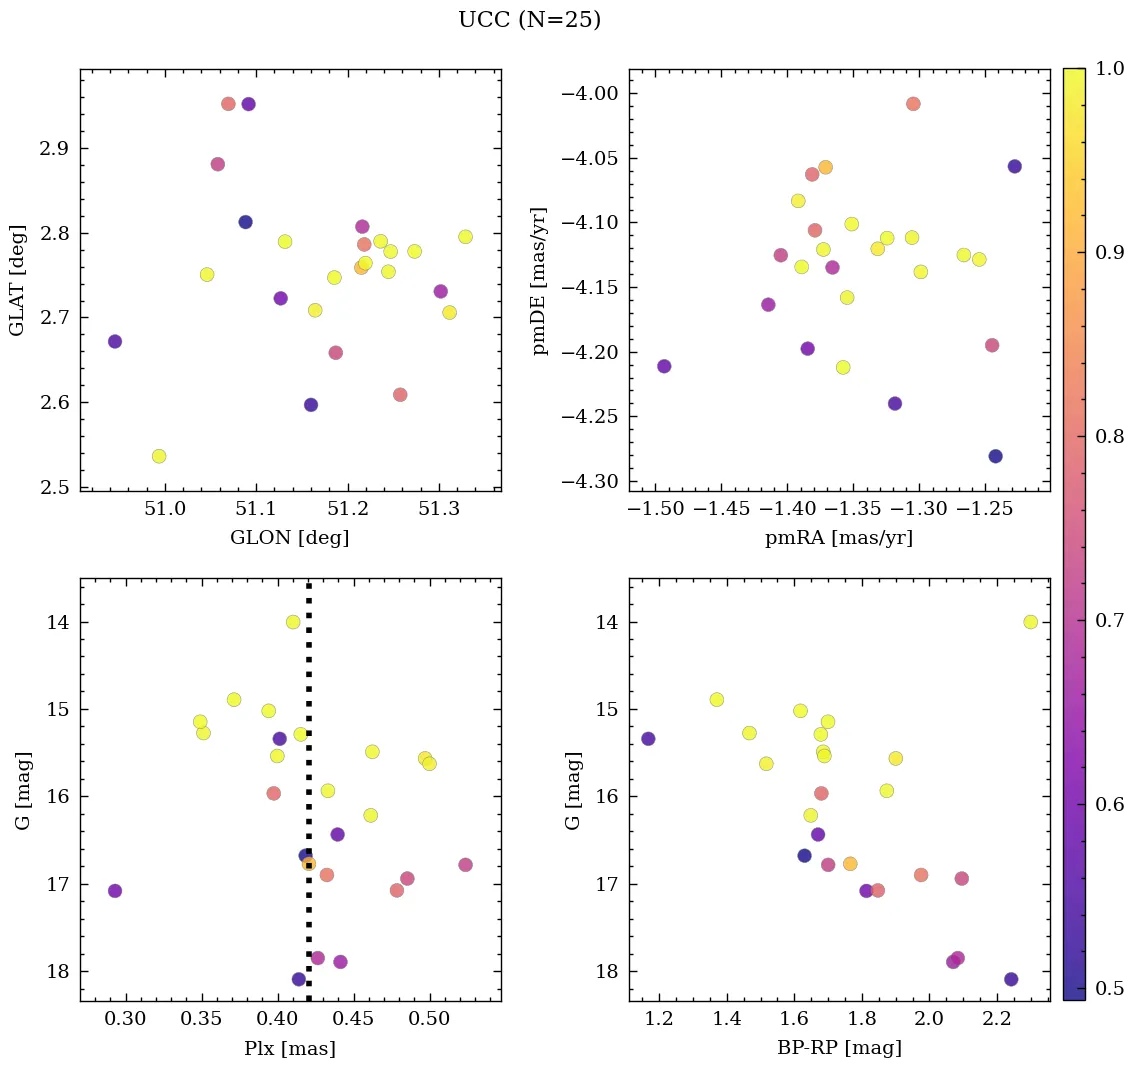 UCC (N=25)
GLAT [deg]
2.9
2.8
2.7
2.6
2.5
51.0 51.1 51.2 51.3
GLON [deg]
pmDE [mas/yr]
−4.00
−4.05
−4.10
−4.15
−4.20
−4.25
−4.30
−1.50 −1.45 −1.40 −1.35 −1.30 −1.25
pmRA [mas/yr]
G [mag]
14
15
16
17
18
0.30 0.35 0.40 0.45 0.50
Plx [mas]
G [mag]
14
15
16
17
18
1.2 1.4 1.6 1.8 2.0 2.2
BP-RP [mag]
1.0
0.9
0.8
0.7
0.6
0.5